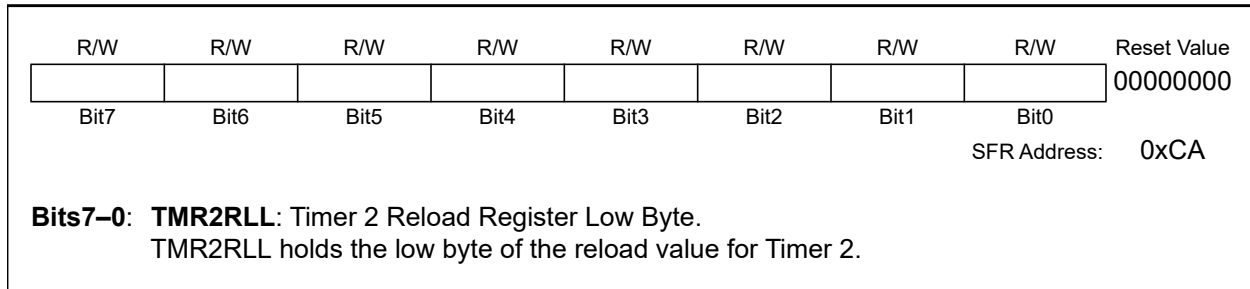 R/W R/W R/W R/W R/W R/W R/W R/W Reset Value
00000000
Bit7 Bit6 Bit5 Bit4 Bit3 Bit2 Bit1 Bit0
SFR Address: 0xCA
Bits7–0: TMR2RLL: Timer 2 Reload Register Low Byte.
TMR2RLL holds the low byte of the reload value for Timer 2.